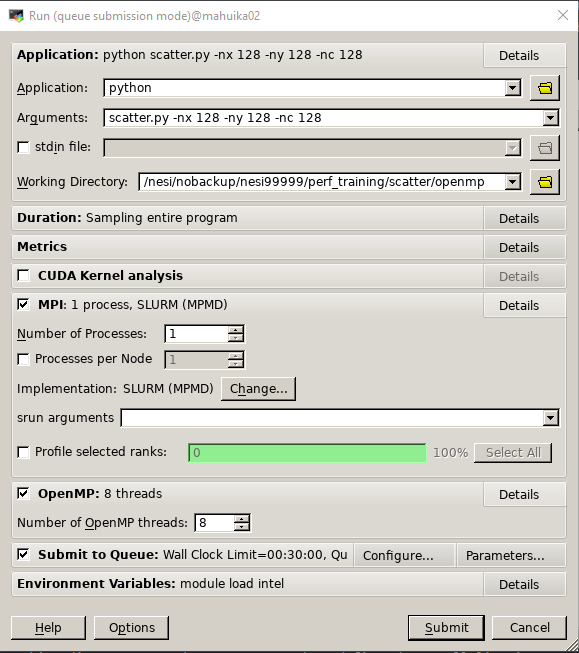 Run (queue submission mode)@mahuika02
Application: python scatter.py -nx 128 -ny 128 -nc 128 Details
Application: python
Arguments: scatter.py -nx 128 -ny 128 -nc 128
stdin file:
Working Directory: /nesi/nobackup/nesi99999/perf_training/scatter/openmp
Duration: Sampling entire program Details
Metrics Details
CUDA Kernel analysis Details
MPI: 1 process, SLURM (MPMD) Details
Number of Processes: 1
Processes per Node 1
Implementation: SLURM (MPMD) Change...
srun arguments
Profile selected ranks: 0 100% Select All
OpenMP: 8 threads Details
Number of OpenMP threads: 8
Submit to Queue: Wall Clock Limit=00:30:00, Qu Configure... Parameters...
Environment Variables: module load intel Details
Help Options Submit Cancel